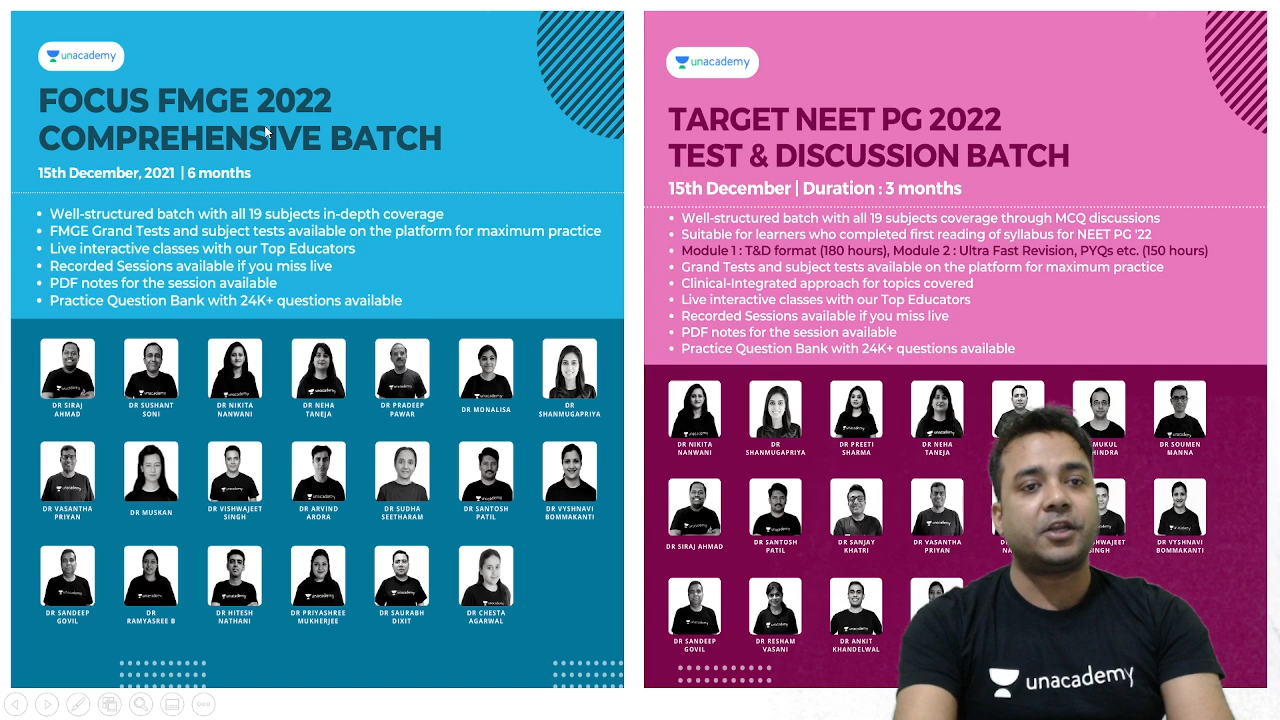 unacademy
FOCUS FMGE 2022
COMPREHENSIVE BATCH
15th December, 2021 | 6 months
• Well-structured batch with all 19 subjects in-depth coverage
• FMGE Grand Tests and subject tests available on the platform for maximum practice
• Live interactive classes with our Top Educators
• Recorded Sessions available if you miss live
• PDF notes for the session available
• Practice Question Bank with 24K+ questions available
DR SIRAJ AHMAD
DR SUSHANT SONI
DR NIKITA NANWANI
DR NEHA TANEJA
DR PRADEEP PAWAR
DR MONALISA
DR SHANMUGAPRIYA
DR VASANTHA PRIYAN
DR MUSKAN
DR VISHWAJEET SINGH
DR ARVIND ARORA
DR SUDHA SEETHARAM
DR SANTOSH PATIL
DR VYSHNAVI BOMMAKANTI
DR SANDEEP GOVIL
DR RAMYASREE B
DR HITESH NATHANI
DR PRIYASHREE MUKHERJEE
DR SAURABH DIXIT
DR CHESTA AGARWAL
unacademy
TARGET NEET PG 2022
TEST & DISCUSSION BATCH
15th December | Duration : 3 months
• Well-structured batch with all 19 subjects coverage through MCQ discussions
• Suitable for learners who completed first reading of syllabus for NEET PG '22
• Module 1 : T&D format (180 hours), Module 2 : Ultra Fast Revision, PYQs etc. (150 hours)
• Grand Tests and subject tests available on the platform for maximum practice
• Clinical-Integrated approach for topics covered
• Live interactive classes with our Top Educators
• Recorded Sessions available if you miss live
• PDF notes for the session available
• Practice Question Bank with 24K+ questions available
DR NIKITA NANWANI
DR SHANMUGAPRIYA
DR PREETI SHARMA
DR NEHA TANEJA
MUKUL
DR SOUMEN MANNA
DR SIRAJ AHMAD
DR SANTOSH PATIL
DR SANJAY KHATRI
DR VASANTHA PRIYAN
DR VYSHNAVI BOMMAKANTI
DR SANDEEP GOVIL
DR RESHAM VASANI
DR ANKIT KHANDELWAL
unacademy